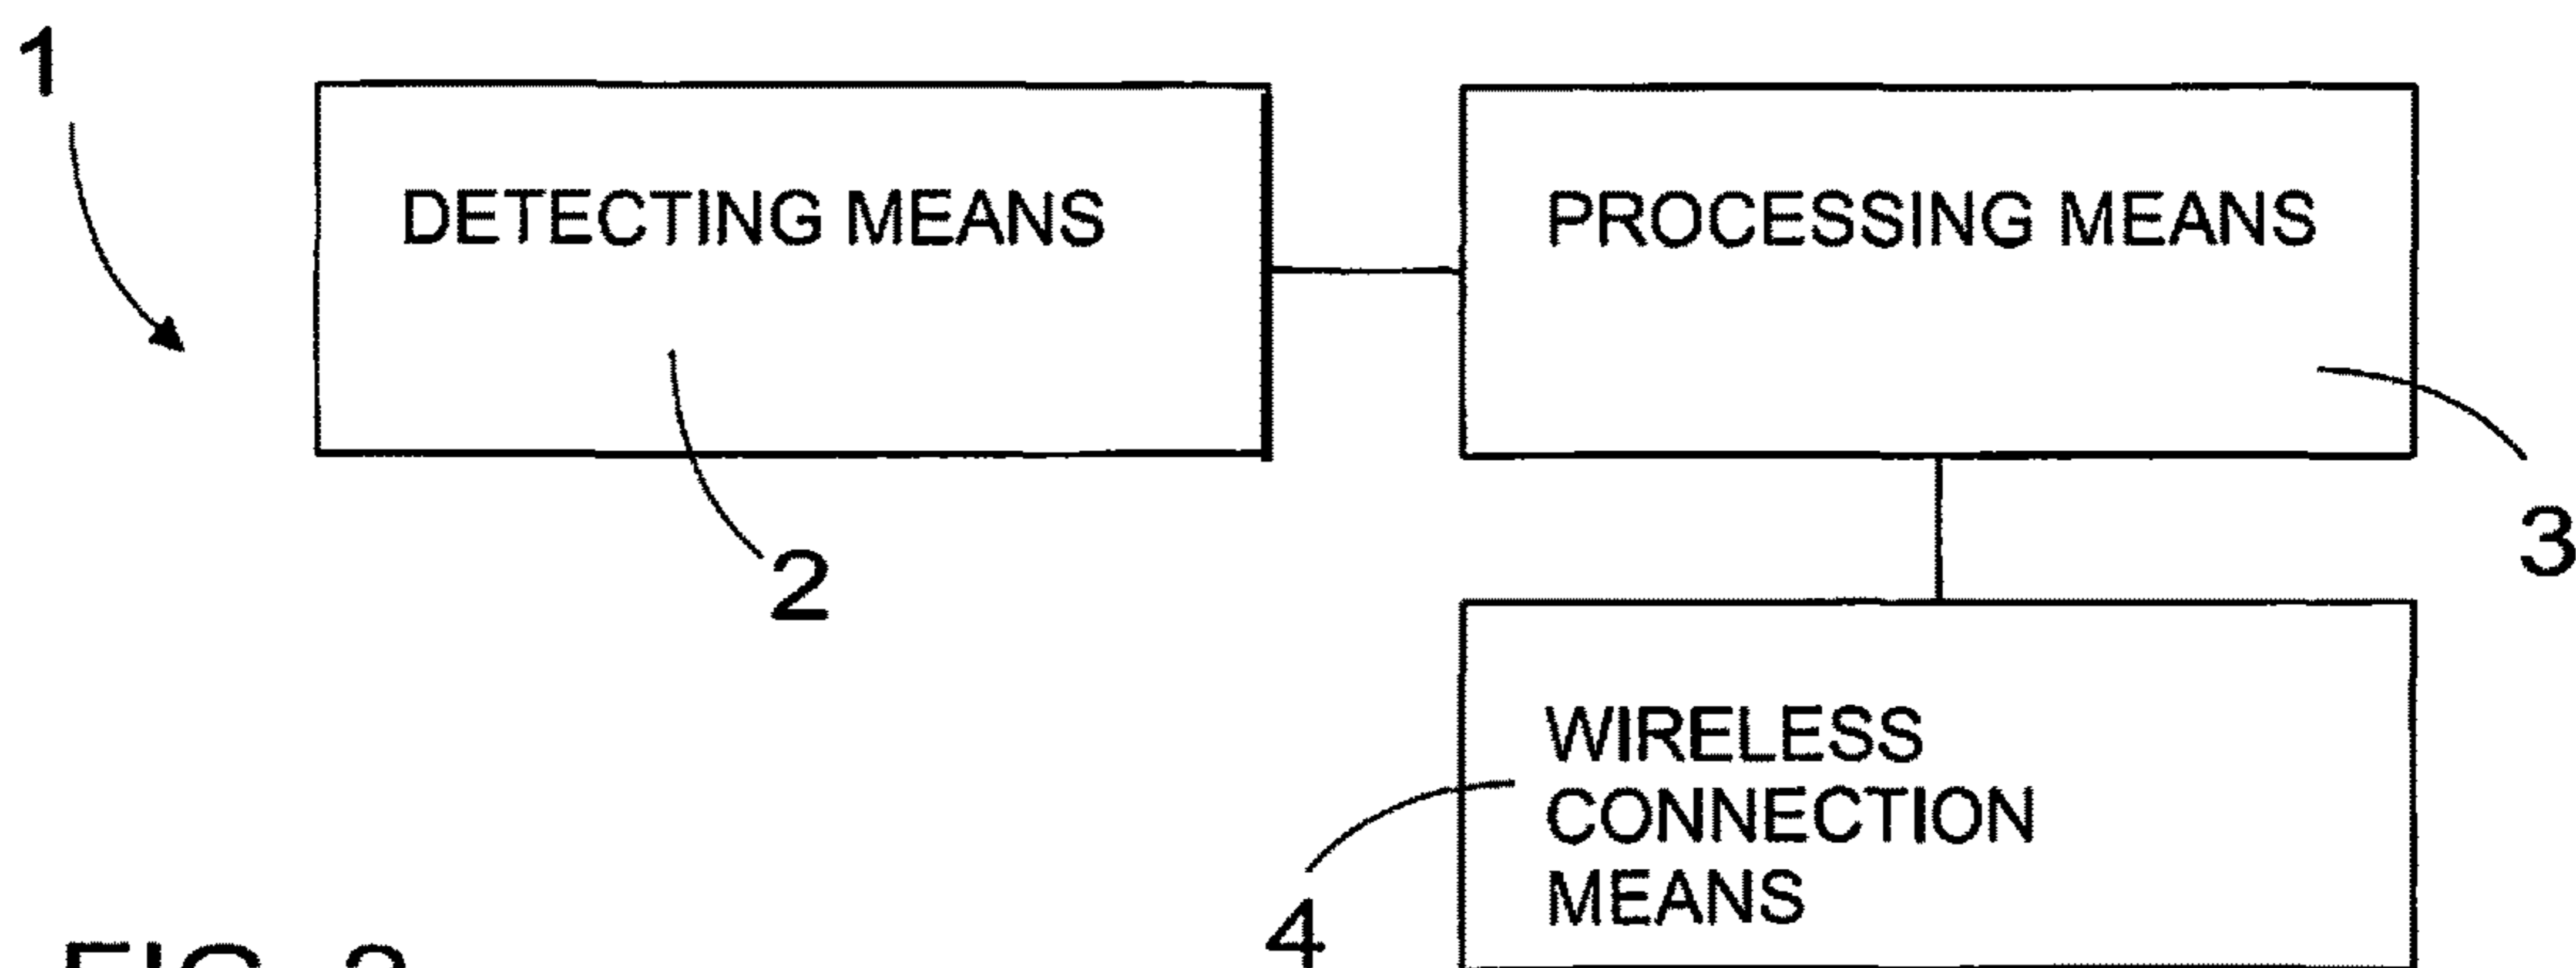 1
DETECTING MEANS
PROCESSING MEANS
2
3
WIRELESS
CONNECTION
MEANS
4